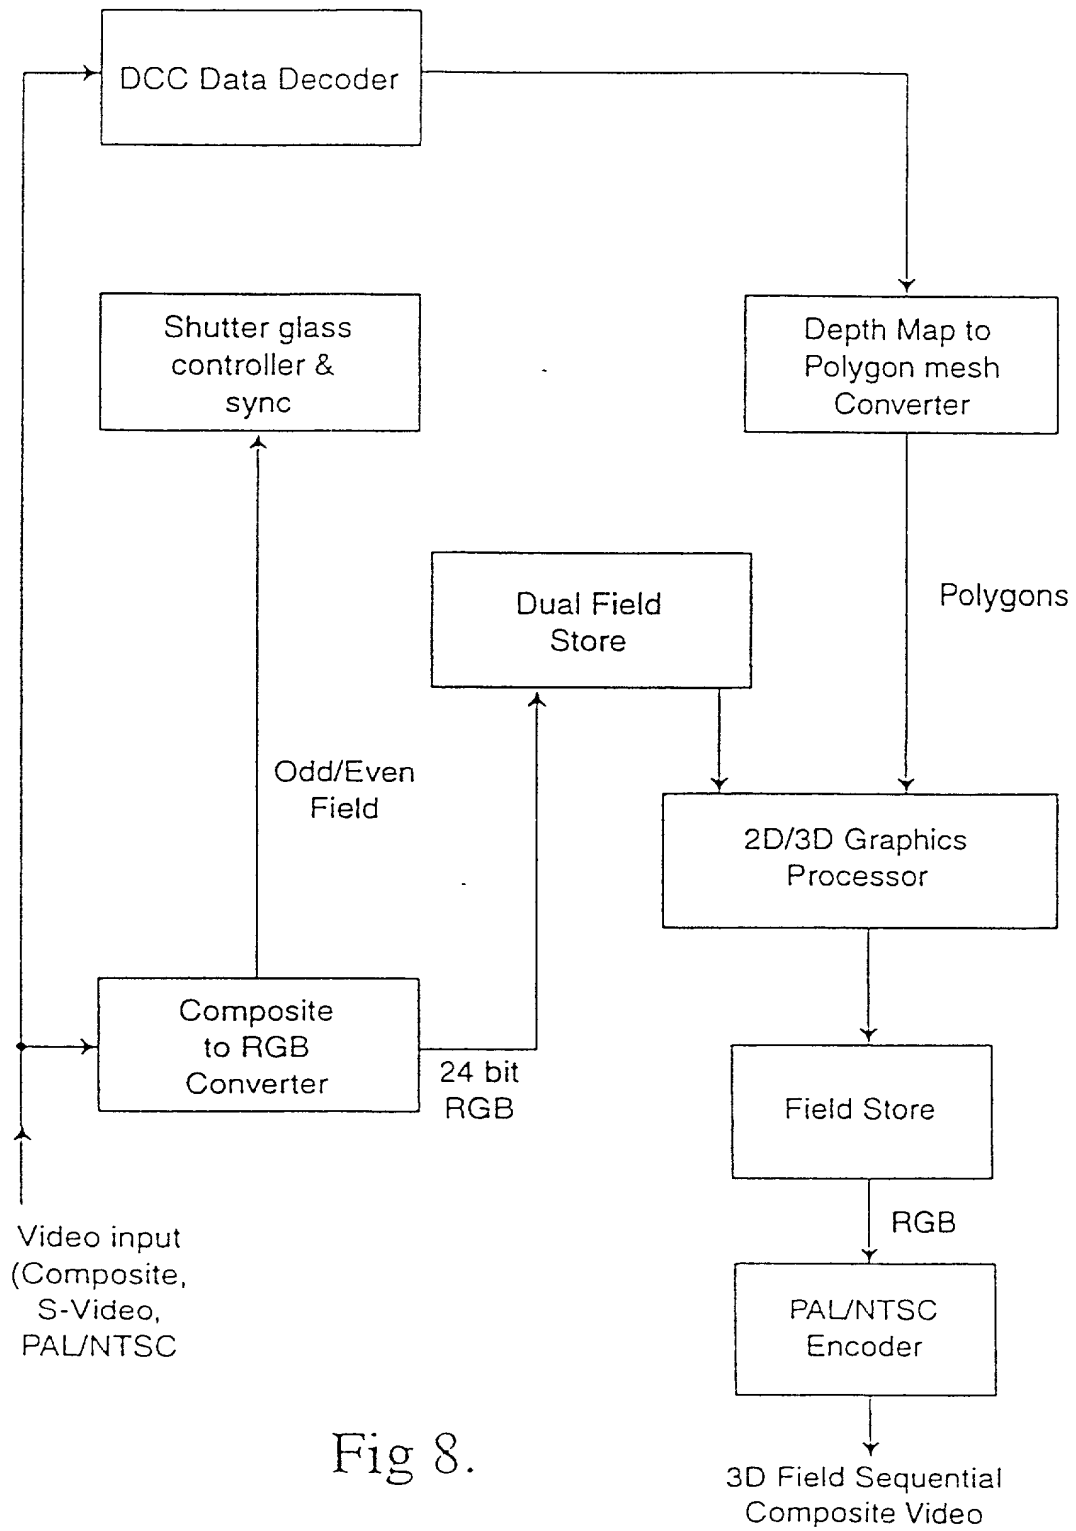 DCC Data Decoder
Shutter glass
controller &
sync
Depth Map to
Polygon mesh
Converter
Dual Field
Store
Polygons
Odd/Even
Field
2D/3D Graphics
Processor
Composite
to RGB
Converter
24 bit
RGB
Field Store
Video input
(Composite,
S-Video,
PAL/NTSC
RGB
PAL/NTSC
Encoder
Fig 8.
3D Field Sequential
Composite Video